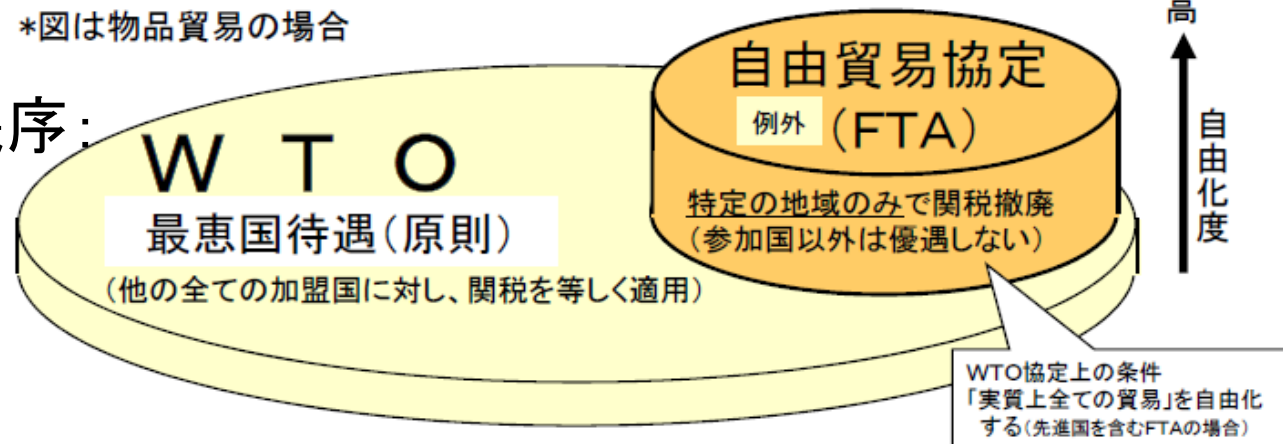 *図は物品貿易の場合
高
自由貿易協定
例外 (FTA)
序:
WTO
最恵国待遇(原則)
(他の全ての加盟国に対し、関税を等しく適用)
特定の地域のみで関税撤廃
(参加国以外は優遇しない)
自由化度
WTO協定上の条件
「実質上全ての貿易」を自由化
する(先進国を含むFTAの場合)